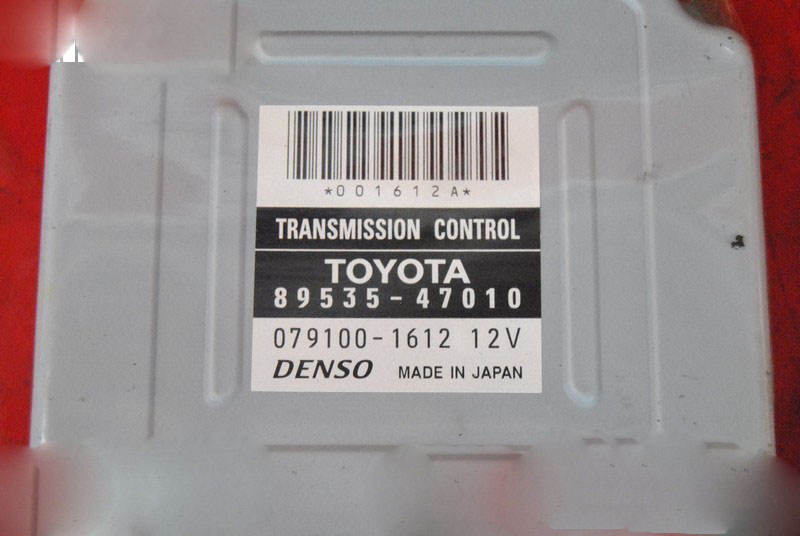 *001612A*
TRANSMISSION CONTROL
TOYOTA
89535-47010
079100-1612 12V
DENSO MADE IN JAPAN